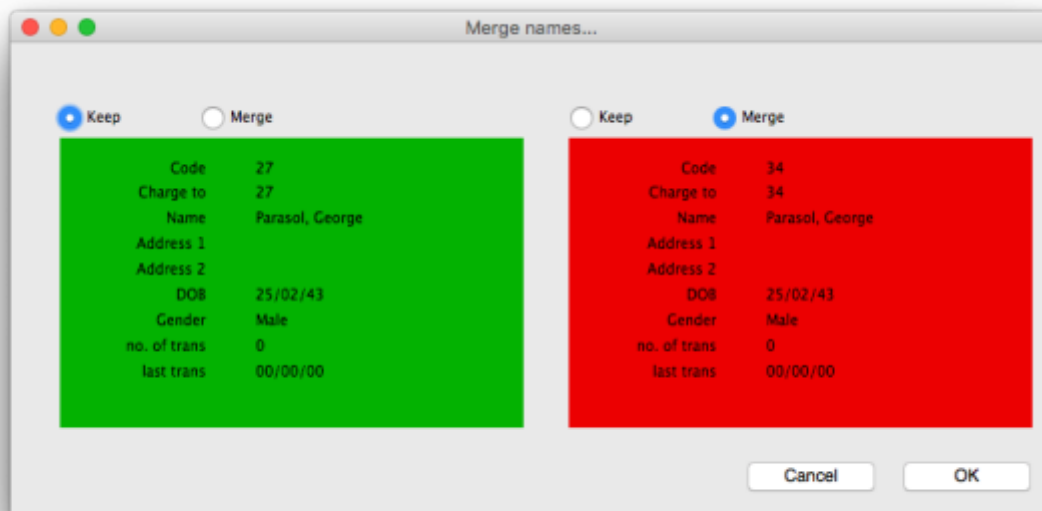 Merge names...
Keep Merge
Code 27
Charge to 27
Name Parasol, George
Address 1
Address 2
DOB 25/02/43
Gender Male
no. of trans 0
last trans 00/00/00
Keep Merge
Code 34
Charge to 34
Name Parasol, George
Address 1
Address 2
DOB 25/02/43
Gender Male
no. of trans 0
last trans 00/00/00
Cancel OK